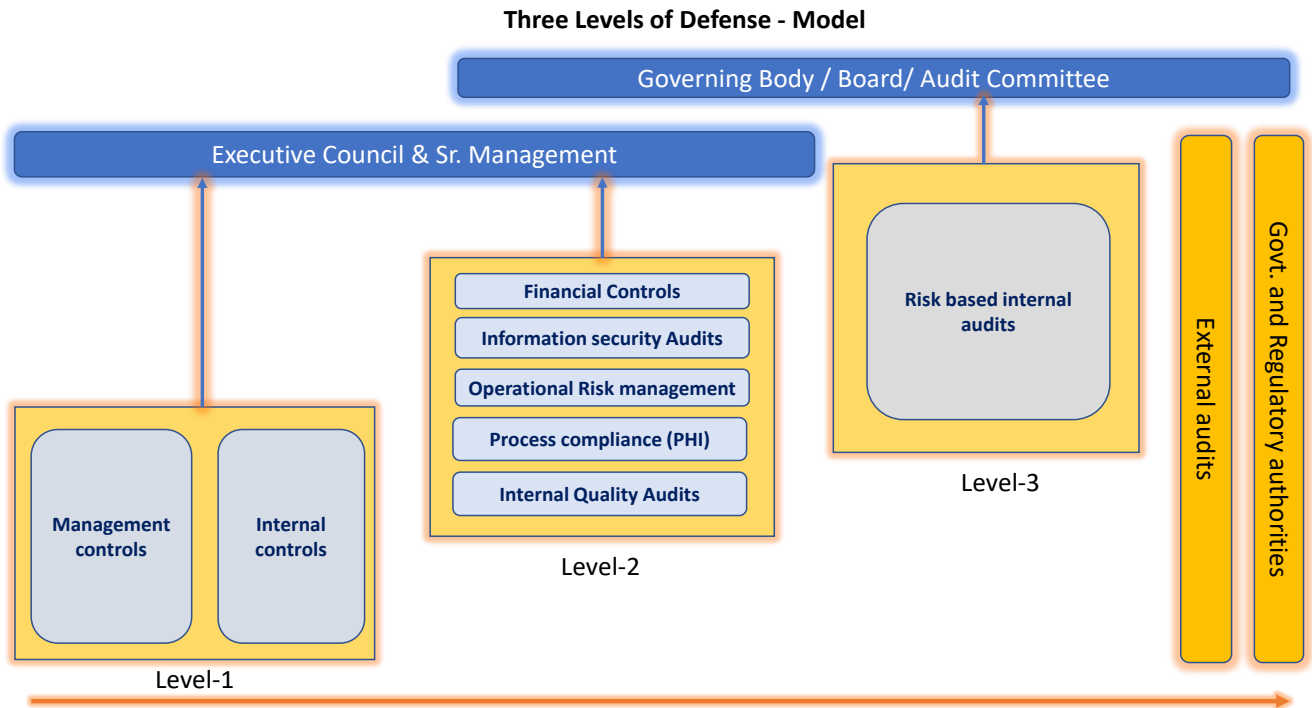 Three Levels of Defense - Model
Governing Body / Board/ Audit Committee
Executive Council & Sr. Management
Management
controls
Internal
controls
Level-1
Financial Controls
Information security Audits
Operational Risk management
Process compliance (PHI)
Internal Quality Audits
Level-2
Risk based internal
audits
Level-3
External audits
Govt. and Regulatory authorities